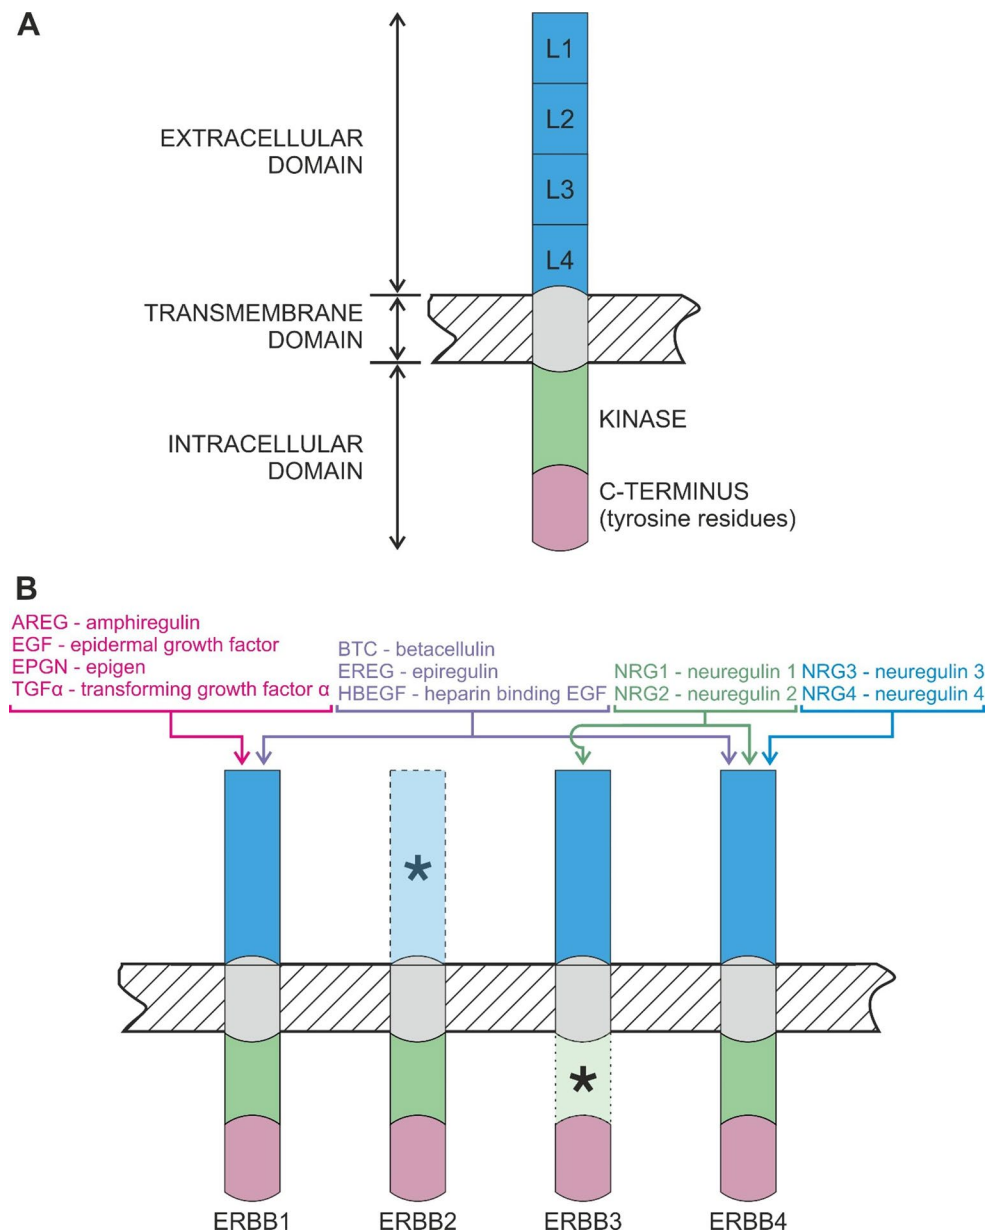 A
EXTRACELLULAR
DOMAIN
L1
L2
L3
L4
TRANSMEMBRANE
DOMAIN
INTRACELLULAR
DOMAIN
KINASE
C-TERMINUS
(tyrosine residues)
B
AREG - amphiregulin
EGF - epidermal growth factor
EPGN - epigen
TGFα - transforming growth factor α
BTC - betacellulin
EREG - epiregulin
HBEGF - heparin binding EGF
NRG1 - neuregulin 1
NRG2 - neuregulin 2
NRG3 - neuregulin 3
NRG4 - neuregulin 4
*
*
ERBB1
ERBB2
ERBB3
ERBB4